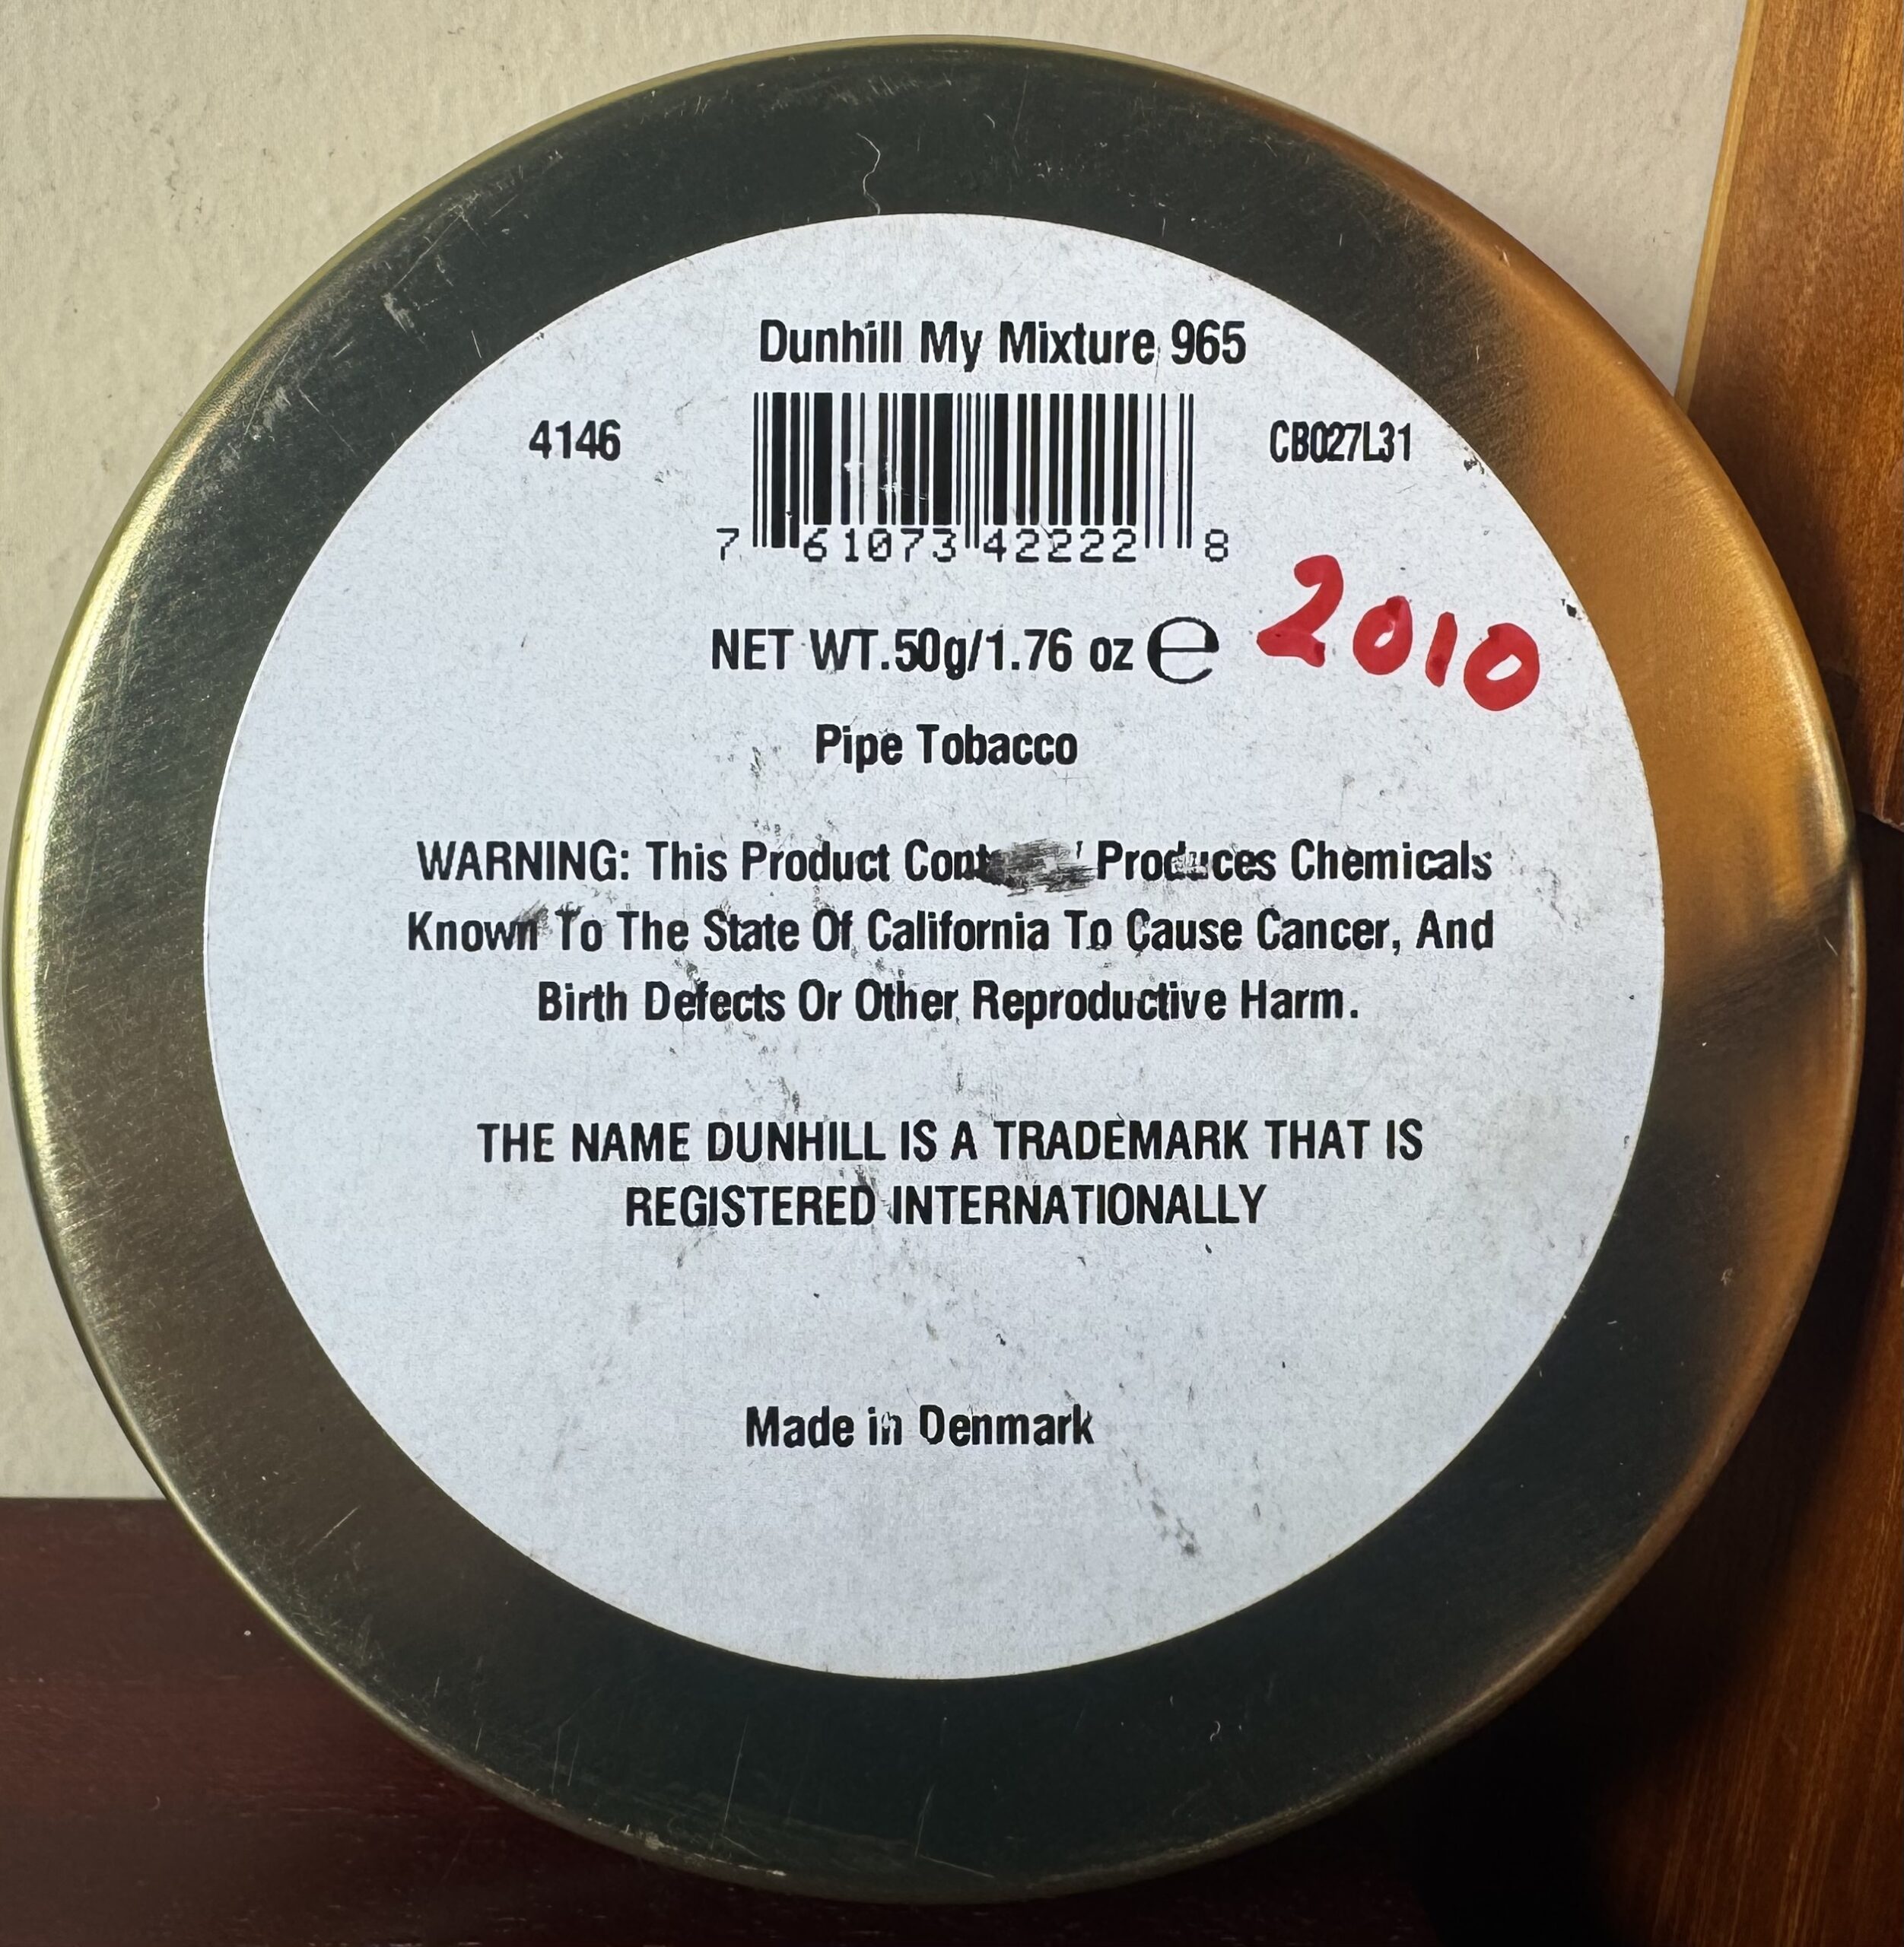 Dunhill My Mixture 965
4146
CB027L31
7 61073 42222 8
NET WT.50g/1.76 oz e
2010
Pipe Tobacco
WARNING: This Product Produces Chemicals
Known To The State Of California To Cause Cancer, And
Birth Defects Or Other Reproductive Harm.
THE NAME DUNHILL IS A TRADEMARK THAT IS
REGISTERED INTERNATIONALLY
Made in Denmark